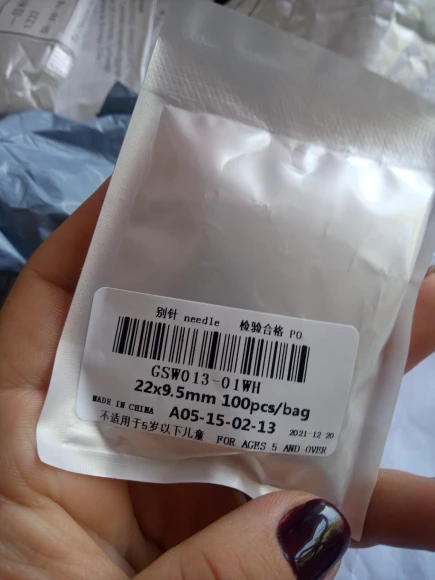 别针 needle 检验合格 PO
GSW013-01WH
22x9.5mm 100pcs/bag
MADE IN CHINA A05-15-02-13 2021-12-20
不适用于5岁以下儿童 FOR AGES 5 AND OVER